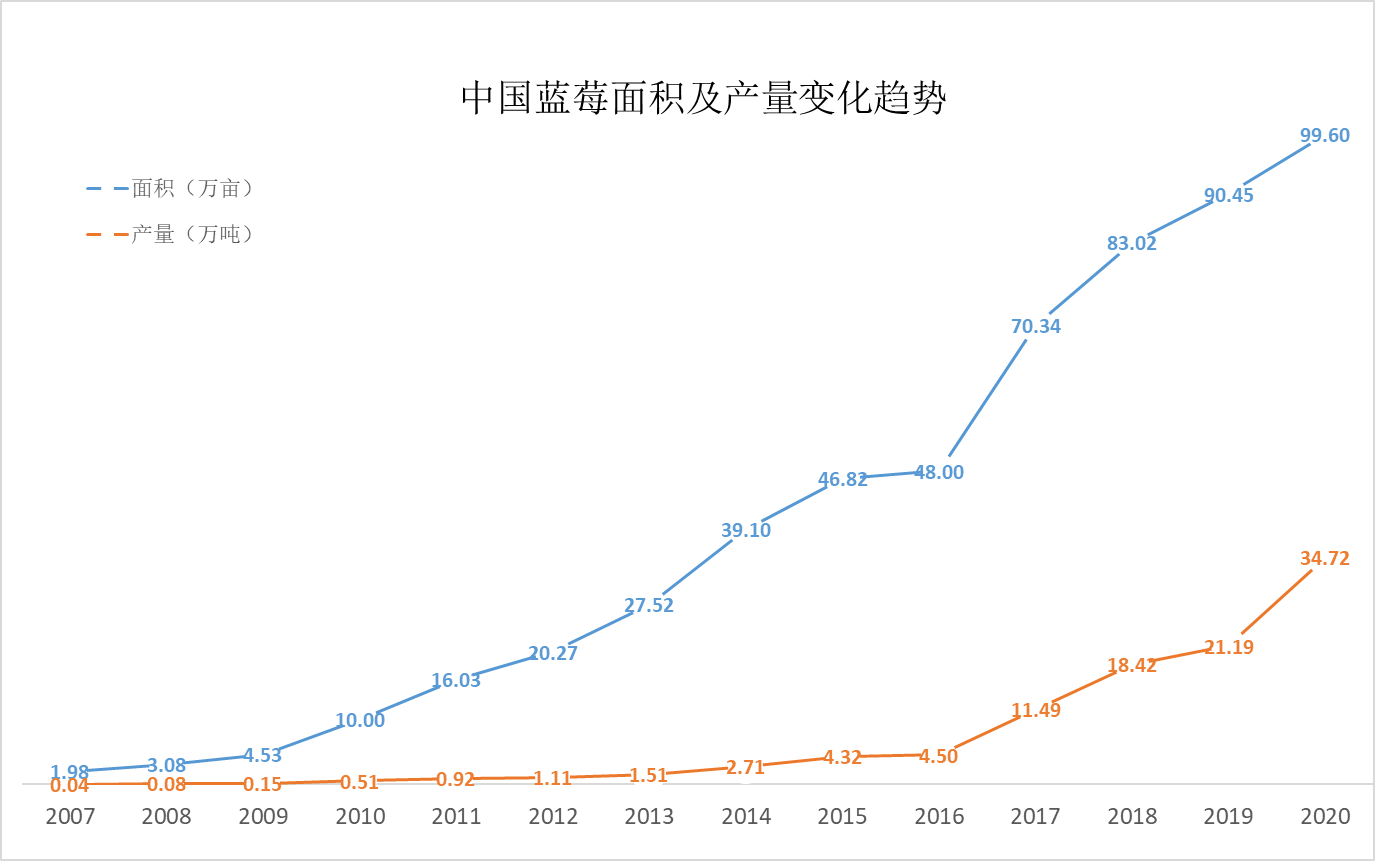 中国蓝莓面积及产量变化趋势
面积（万亩）
产量（万吨）
1.98 3.08 4.53 10.00 16.03 20.27 27.52 39.10 46.82 48.00 70.34 83.02 90.45 99.60
0.04 0.08 0.15 0.51 0.92 1.11 1.51 2.71 4.32 4.50 11.49 18.42 21.19 34.72
2007 2008 2009 2010 2011 2012 2013 2014 2015 2016 2017 2018 2019 2020